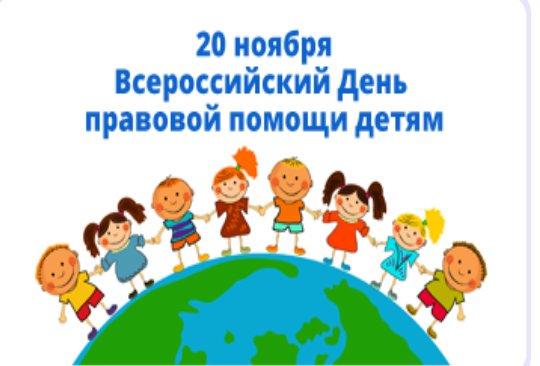 20 ноября
Всероссийский День
правовой помощи детям